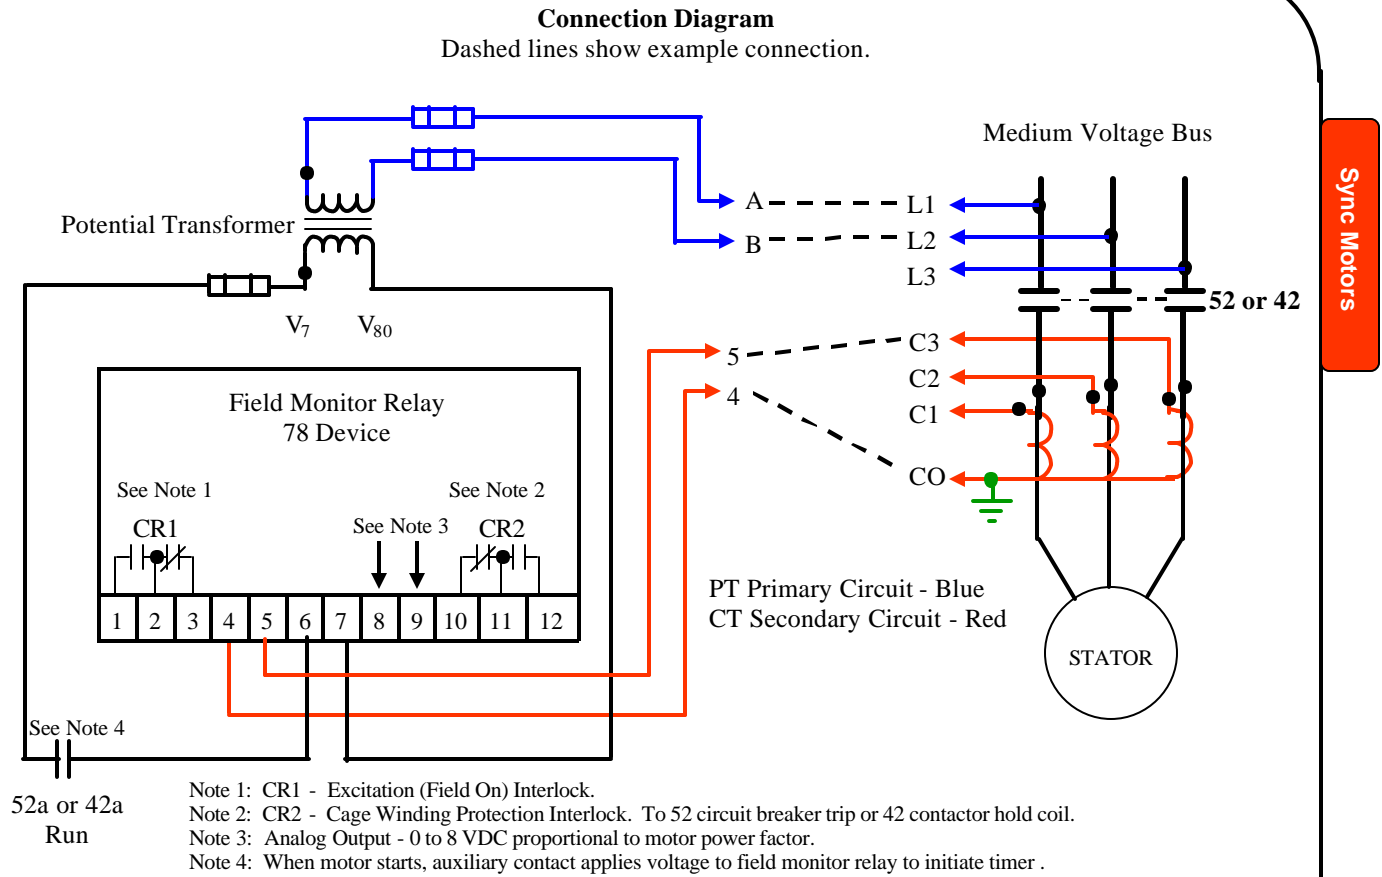 Connection Diagram
Dashed lines show example connection.
Medium Voltage Bus
Sync Motors
Potential Transformer
A
L1
B
L2
L3
52 or 42
V7
V80
5
C3
4
C2
C1
CO
Field Monitor Relay
78 Device
See Note 1
See Note 2
CR1
See Note 3
CR2
1 2 3 4 5 6 7 8 9 10 11 12
PT Primary Circuit - Blue
CT Secondary Circuit - Red
STATOR
See Note 4
52a or 42a
Run
Note 1: CR1 - Excitation (Field On) Interlock.
Note 2: CR2 - Cage Winding Protection Interlock. To 52 circuit breaker trip or 42 contactor hold coil.
Note 3: Analog Output - 0 to 8 VDC proportional to motor power factor.
Note 4: When motor starts, auxiliary contact applies voltage to field monitor relay to initiate timer .